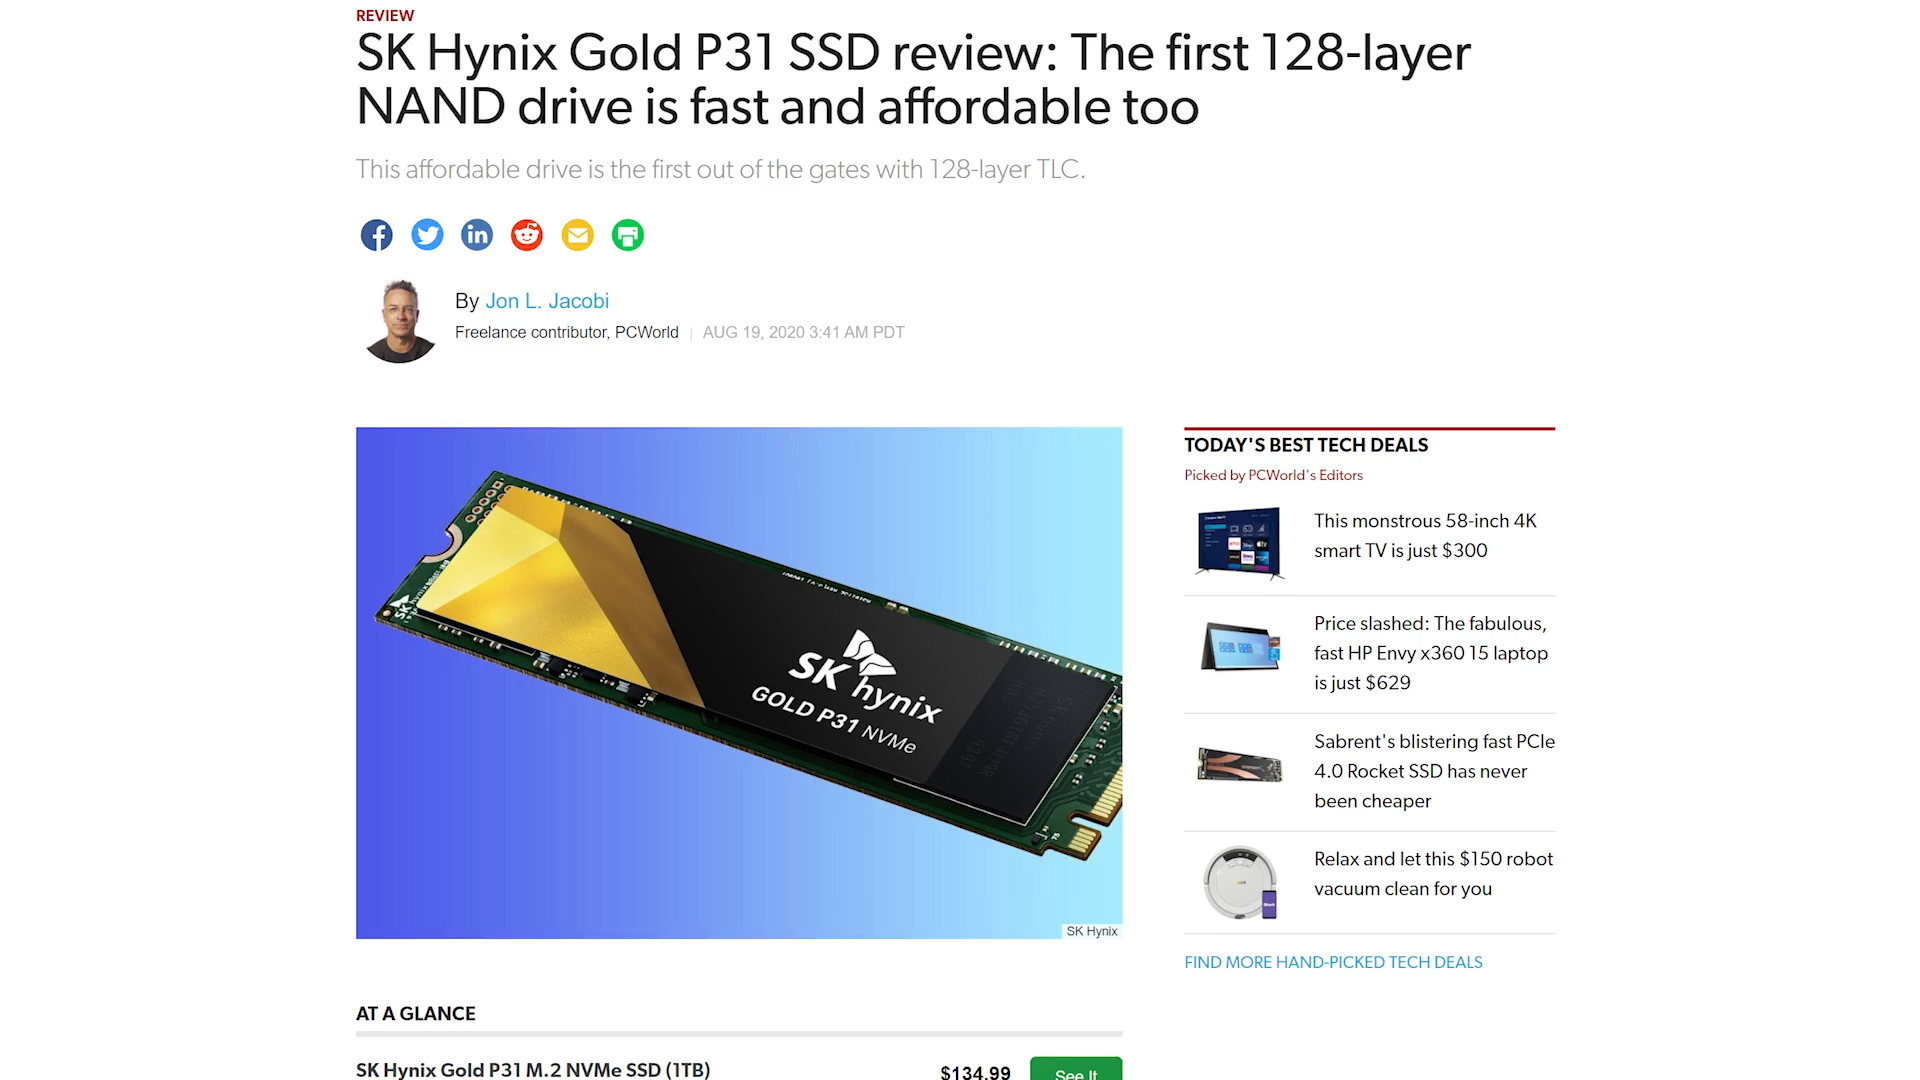 REVIEW
SK Hynix Gold P31 SSD review: The first 128-layer
NAND drive is fast and affordable too
This affordable drive is the first out of the gates with 128-layer TLC.
By Jon L. Jacobi
Freelance contributor, PCWorld | AUG 19, 2020 3:41 AM PDT
SK hynix
SK hynix
GOLD P31 NVMe
SK Hynix
TODAY'S BEST TECH DEALS
Picked by PCWorld's Editors
This monstrous 58-inch 4K
smart TV is just $300
Price slashed: The fabulous,
fast HP Envy x360 15 laptop
is just $629
Sabrent's blistering fast PCIe
4.0 Rocket SSD has never
been cheaper
Relax and let this $150 robot
vacuum clean for you
FIND MORE HAND-PICKED TECH DEALS
AT A GLANCE
SK Hynix Gold P31 M.2 NVMe SSD (1TB)
$134.99
See It